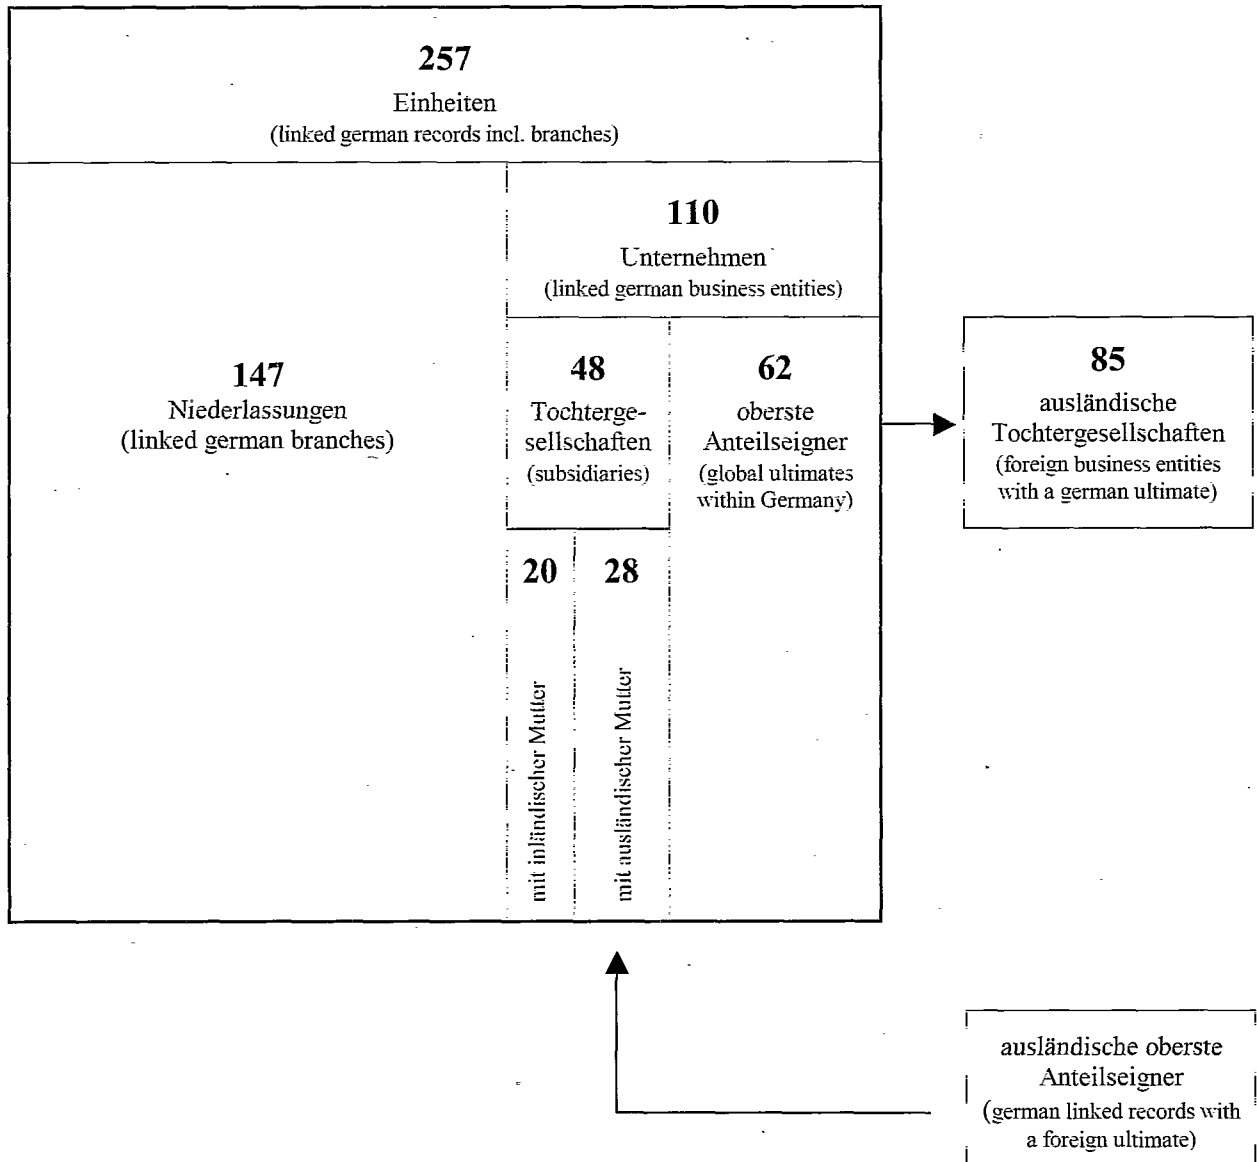 257
Einheiten
(linked german records incl. branches)
110
Unternehmen
(linked german business entities)
147
Niederlassungen
(linked german branches)
48
Tochterge-
sellschaften
(subsidiaries)
62
oberste
Anteilseigner
(global ultimates
within Germany)
85
ausländische
Tochtergesellschaften
(foreign business entities
with a german ultimate)
20
28
mit inländischer Mutter
mit ausländischer Mutter
ausländische oberste
Anteilseigner
(german linked records with
a foreign ultimate)